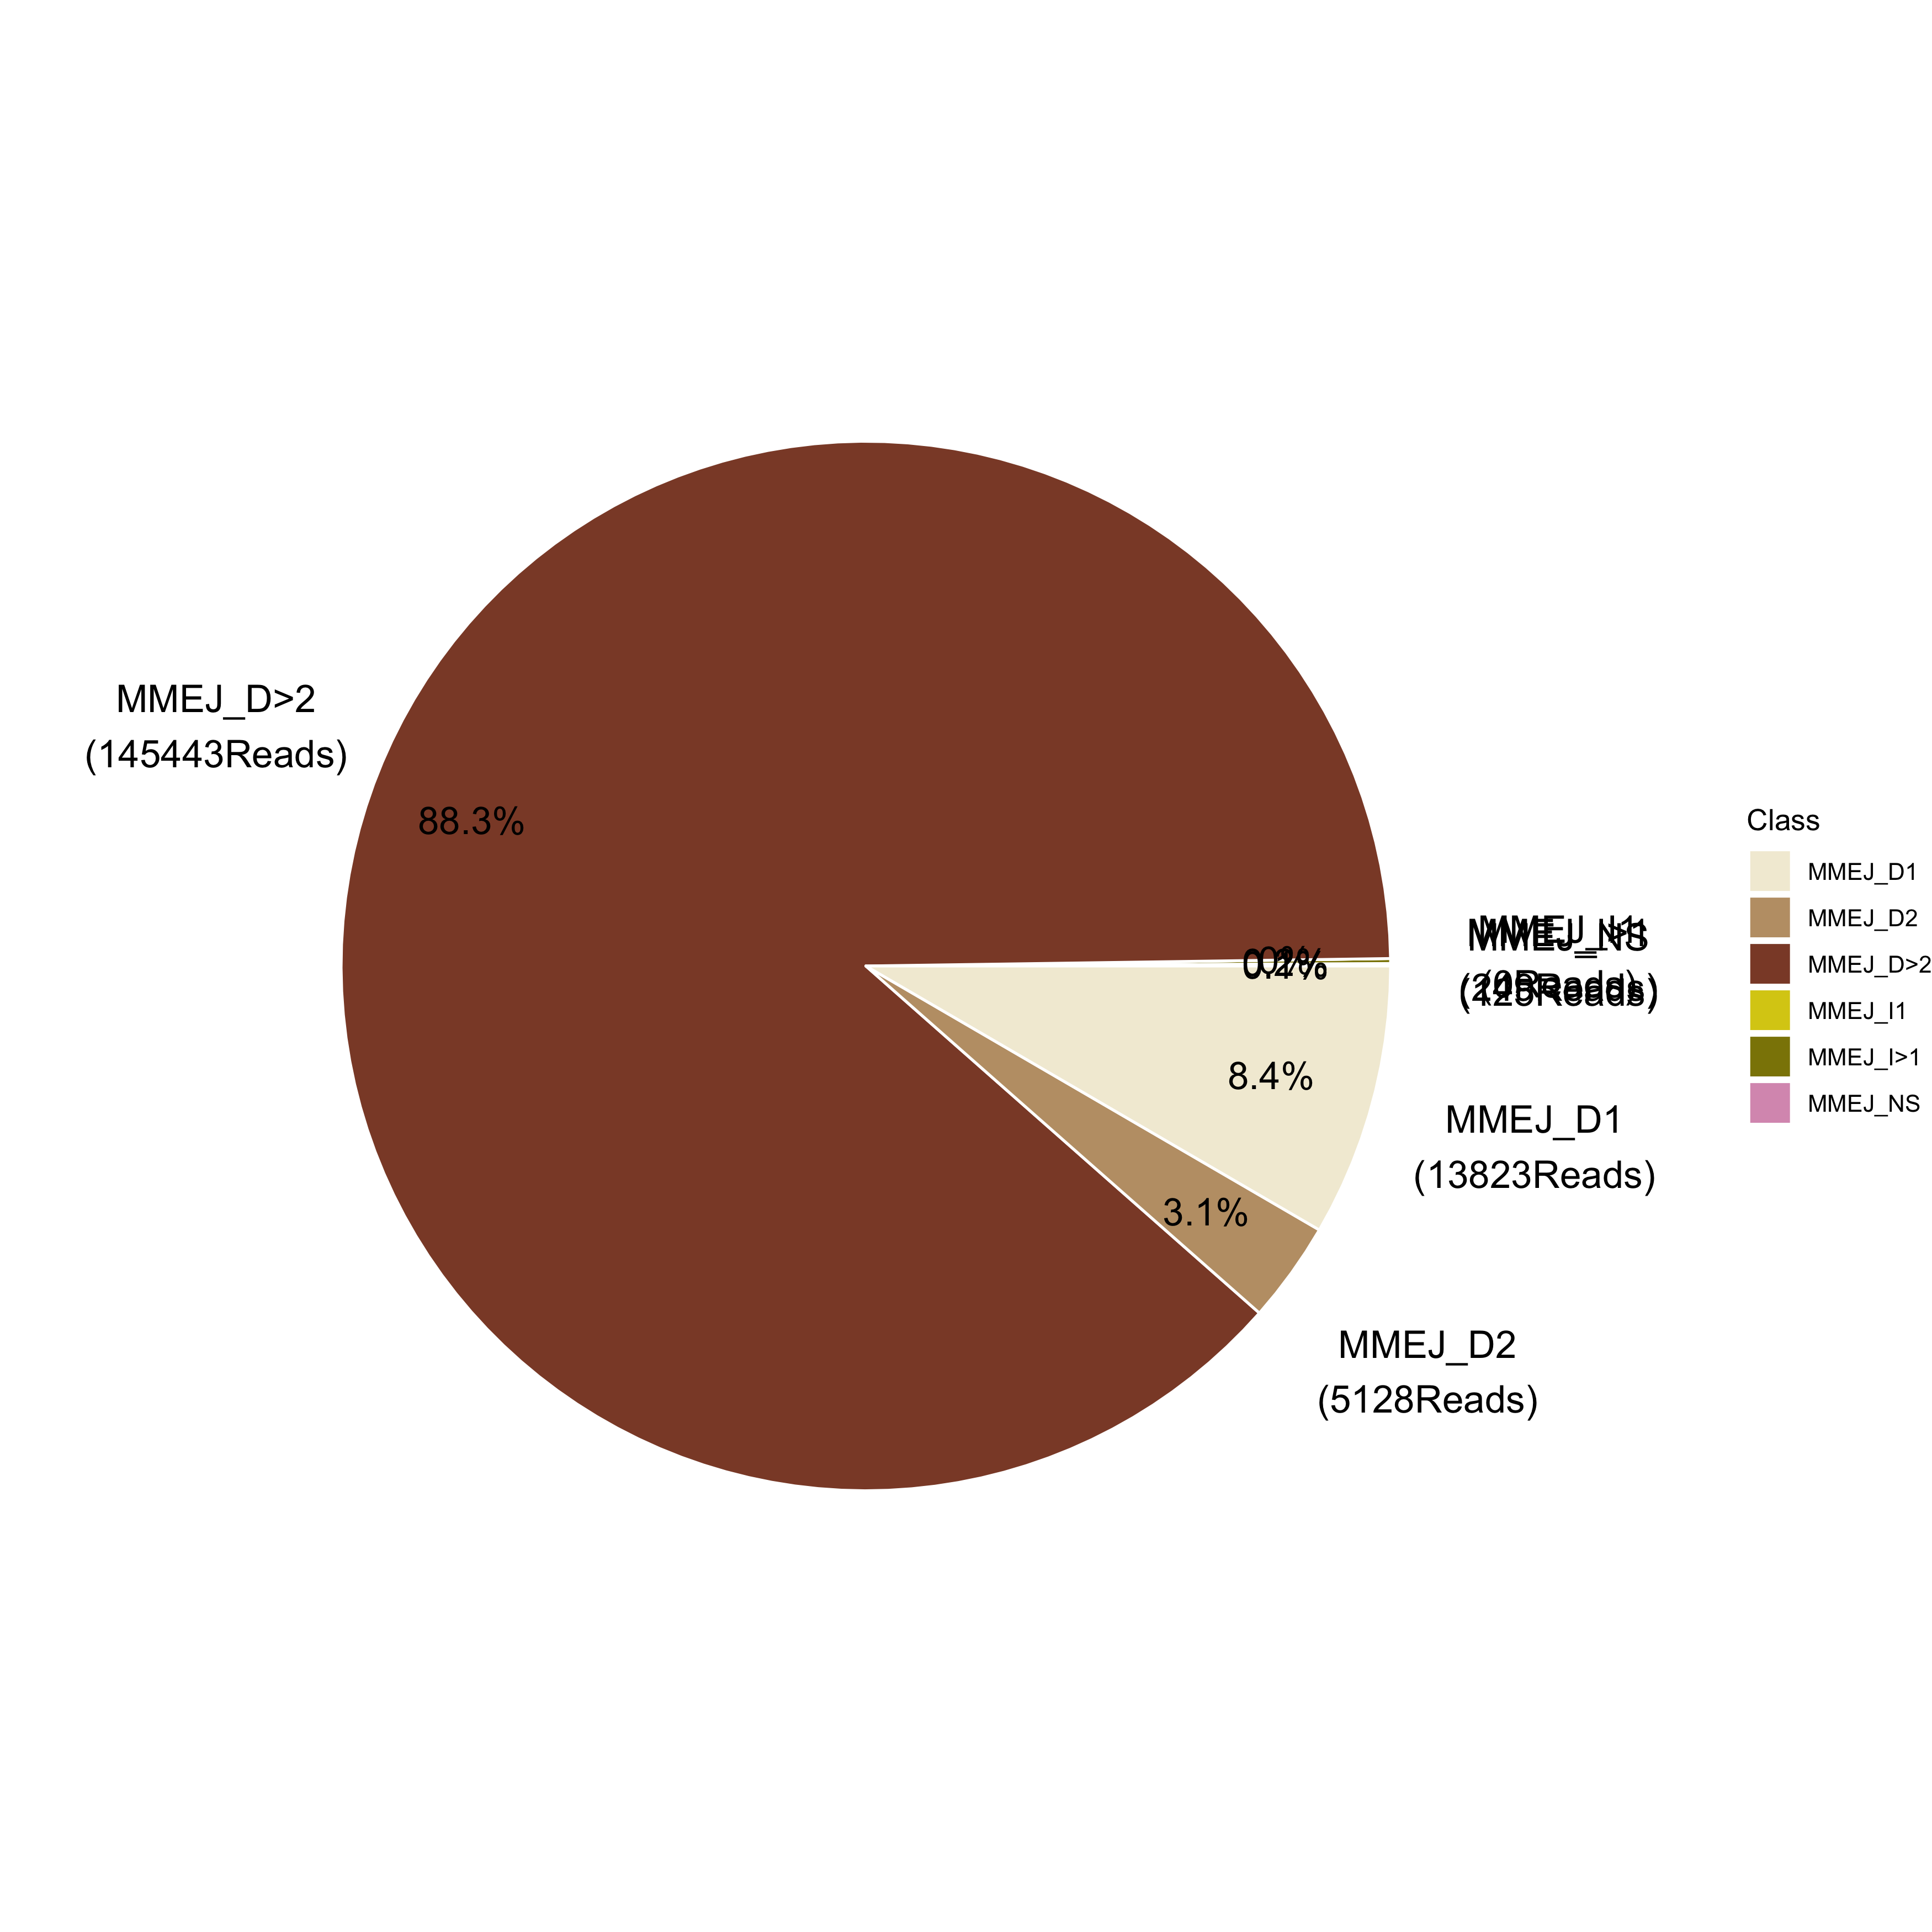 MMEJ_D>2
(145443Reads)
88.3%
8.4%
MMEJ_D1
(13823Reads)
3.1%
MMEJ_D2
(5128Reads)
Class
MMEJ_D1
MMEJ_D2
MMEJ_D>2
MMEJ_I1
MMEJ_I>1
MMEJ_NS